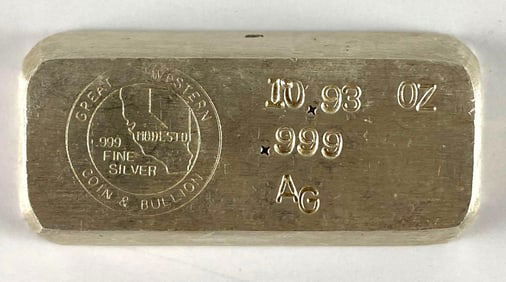 GREAT WESTERN
MODESTO
.999
FINE
SILVER
COIN & BULLION
10.93 OZ
.999
AG